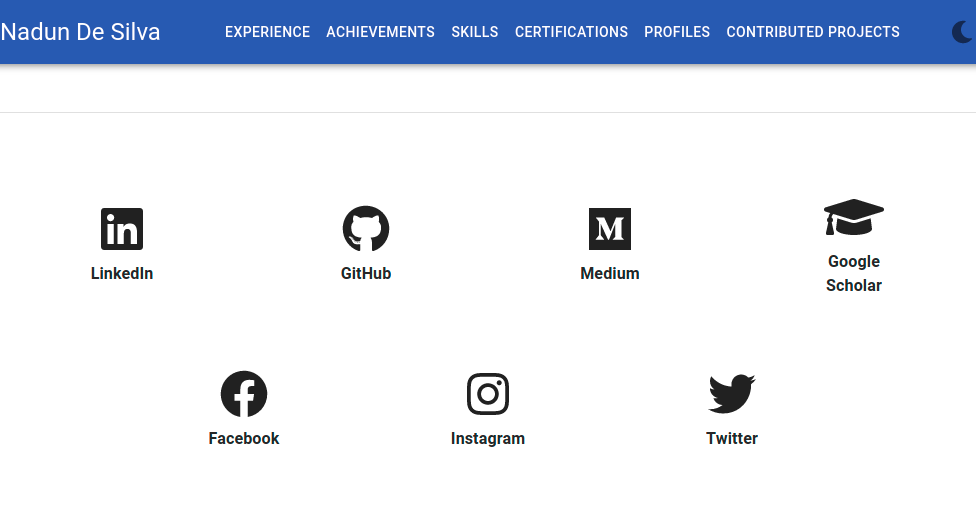 Nadun De Silva EXPERIENCE ACHIEVEMENTS SKILLS CERTIFICATIONS PROFILES CONTRIBUTED PROJECTS
LinkedIn GitHub Medium Google Scholar
Facebook Instagram Twitter